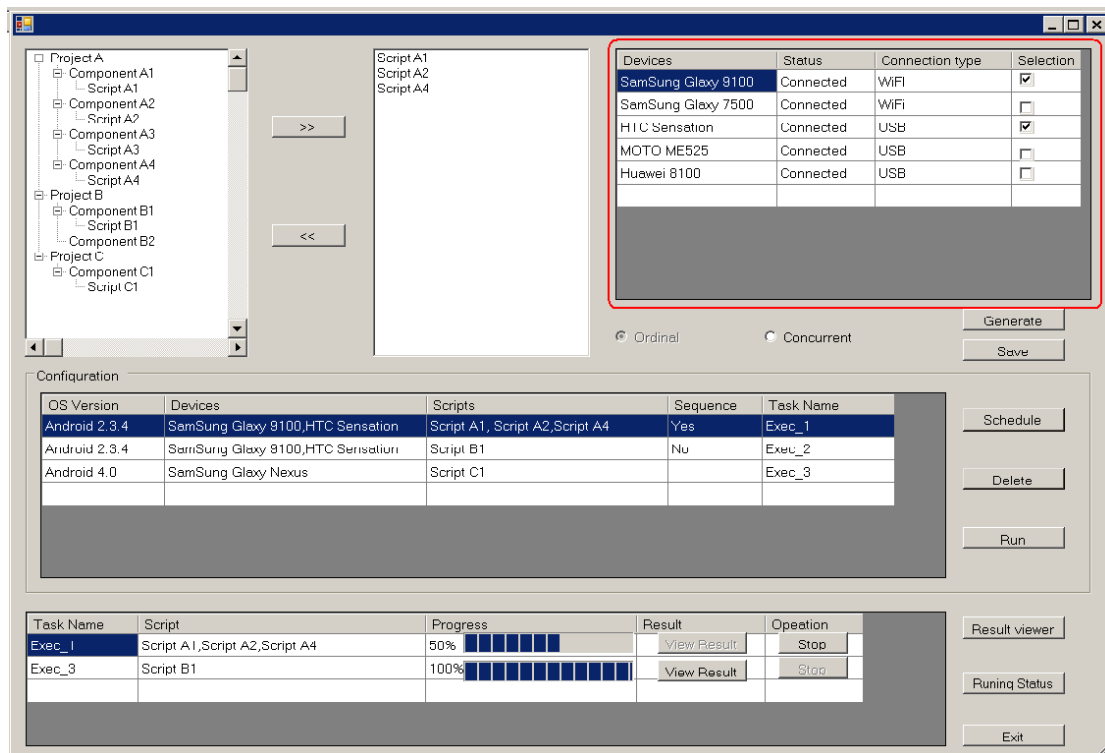 Project A
Component A1
Script A1
Component A2
Script A2
Component A3
Script A3
Component A4
Script A4
Project B
Component B1
Script B1
Component B2
Project C
Component C1
Script C1
>>
<<
Script A1
Script A2
Script A4
Devices Status Connection type Selection
SamSung Glaxy 9100 Connected WiFI
SamSung Glaxy 7500 Connected WiFi
HTC Sensation Connected USB
MOTO ME525 Connected USB
Huawei 8100 Connected USB
Ordinal Concurrent
Generate
Save
Configuration
OS Version Devices Scripts Sequence Task Name
Android 2.3.4 SamSung Glaxy 9100,HTC Sensation Script A1, Script A2,Script A4 Yes Exec_1
Android 2.3.4 SamSung Glaxy 9100,HTC Sensation Script B1 No Exec_2
Android 4.0 SamSung Glaxy Nexus Script C1 Exec_3
Schedule
Delete
Run
Task Name Script Progress Result Opeation
Exec_1 Script A1,Script A2,Script A4 50% View Result Stop
Exec_3 Script B1 100% View Result Stop
Result viewer
Runing Status
Exit